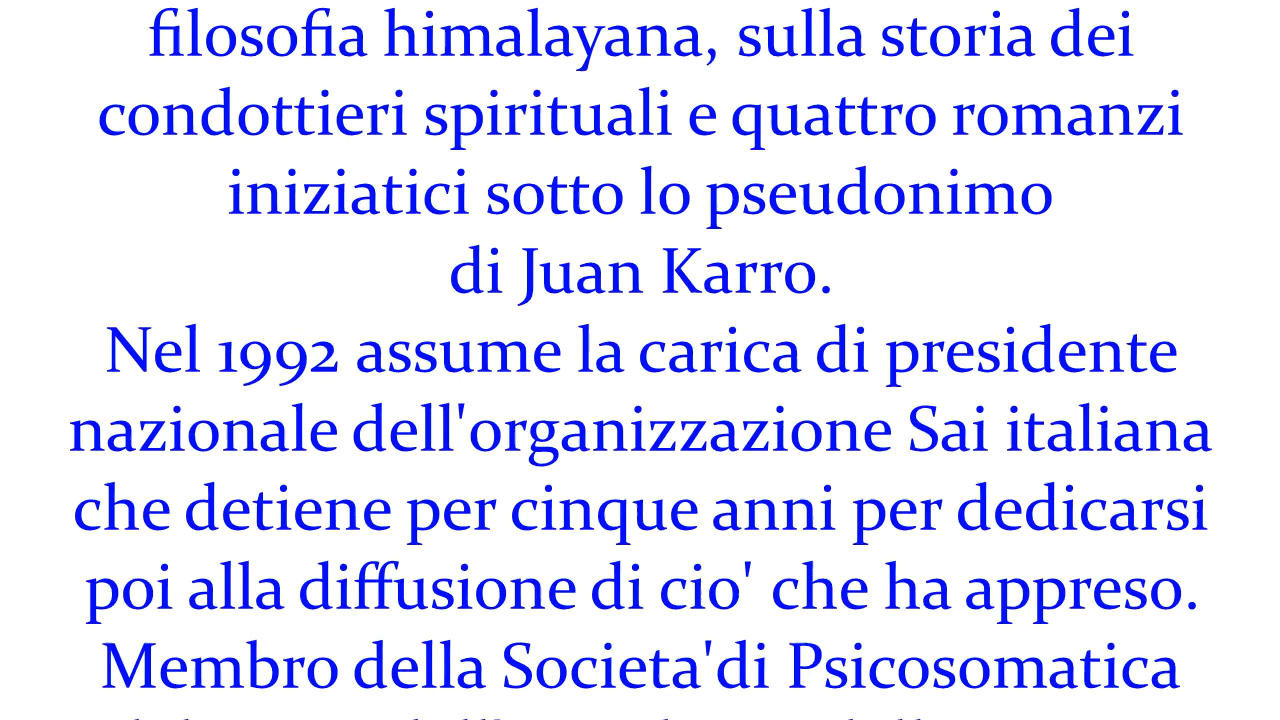 filosofia himalayana, sulla storia dei
condottieri spirituali e quattro romanzi
iniziatici sotto lo pseudonimo
di Juan Karro.
Nel 1992 assume la carica di presidente
nazionale dell'organizzazione Sai italiana
che detiene per cinque anni per dedicarsi
poi alla diffusione di cio' che ha appreso.
Membro della Societa'di Psicosomatica